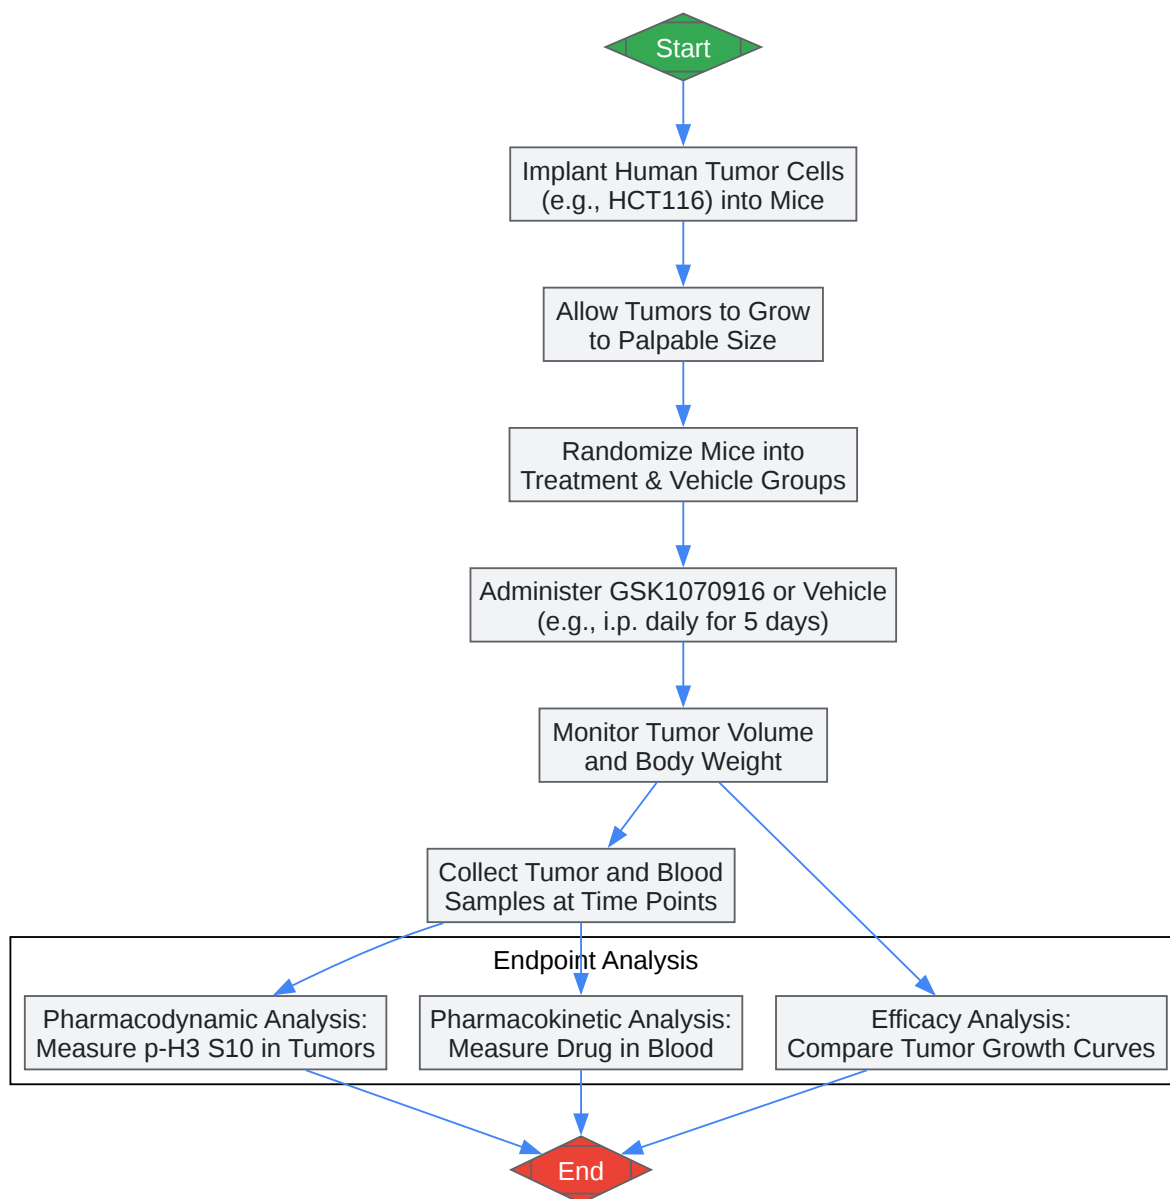 Start
Implant Human Tumor Cells
(e.g., HCT116) into Mice
Allow Tumors to Grow
to Palpable Size
Randomize Mice into
Treatment & Vehicle Groups
Administer GSK1070916 or Vehicle
(e.g., i.p. daily for 5 days)
Monitor Tumor Volume
and Body Weight
Collect Tumor and Blood
Samples at Time Points
Endpoint Analysis
Pharmacodynamic Analysis:
Measure p-H3 S10 in Tumors
Pharmacokinetic Analysis:
Measure Drug in Blood
Efficacy Analysis:
Compare Tumor Growth Curves
End